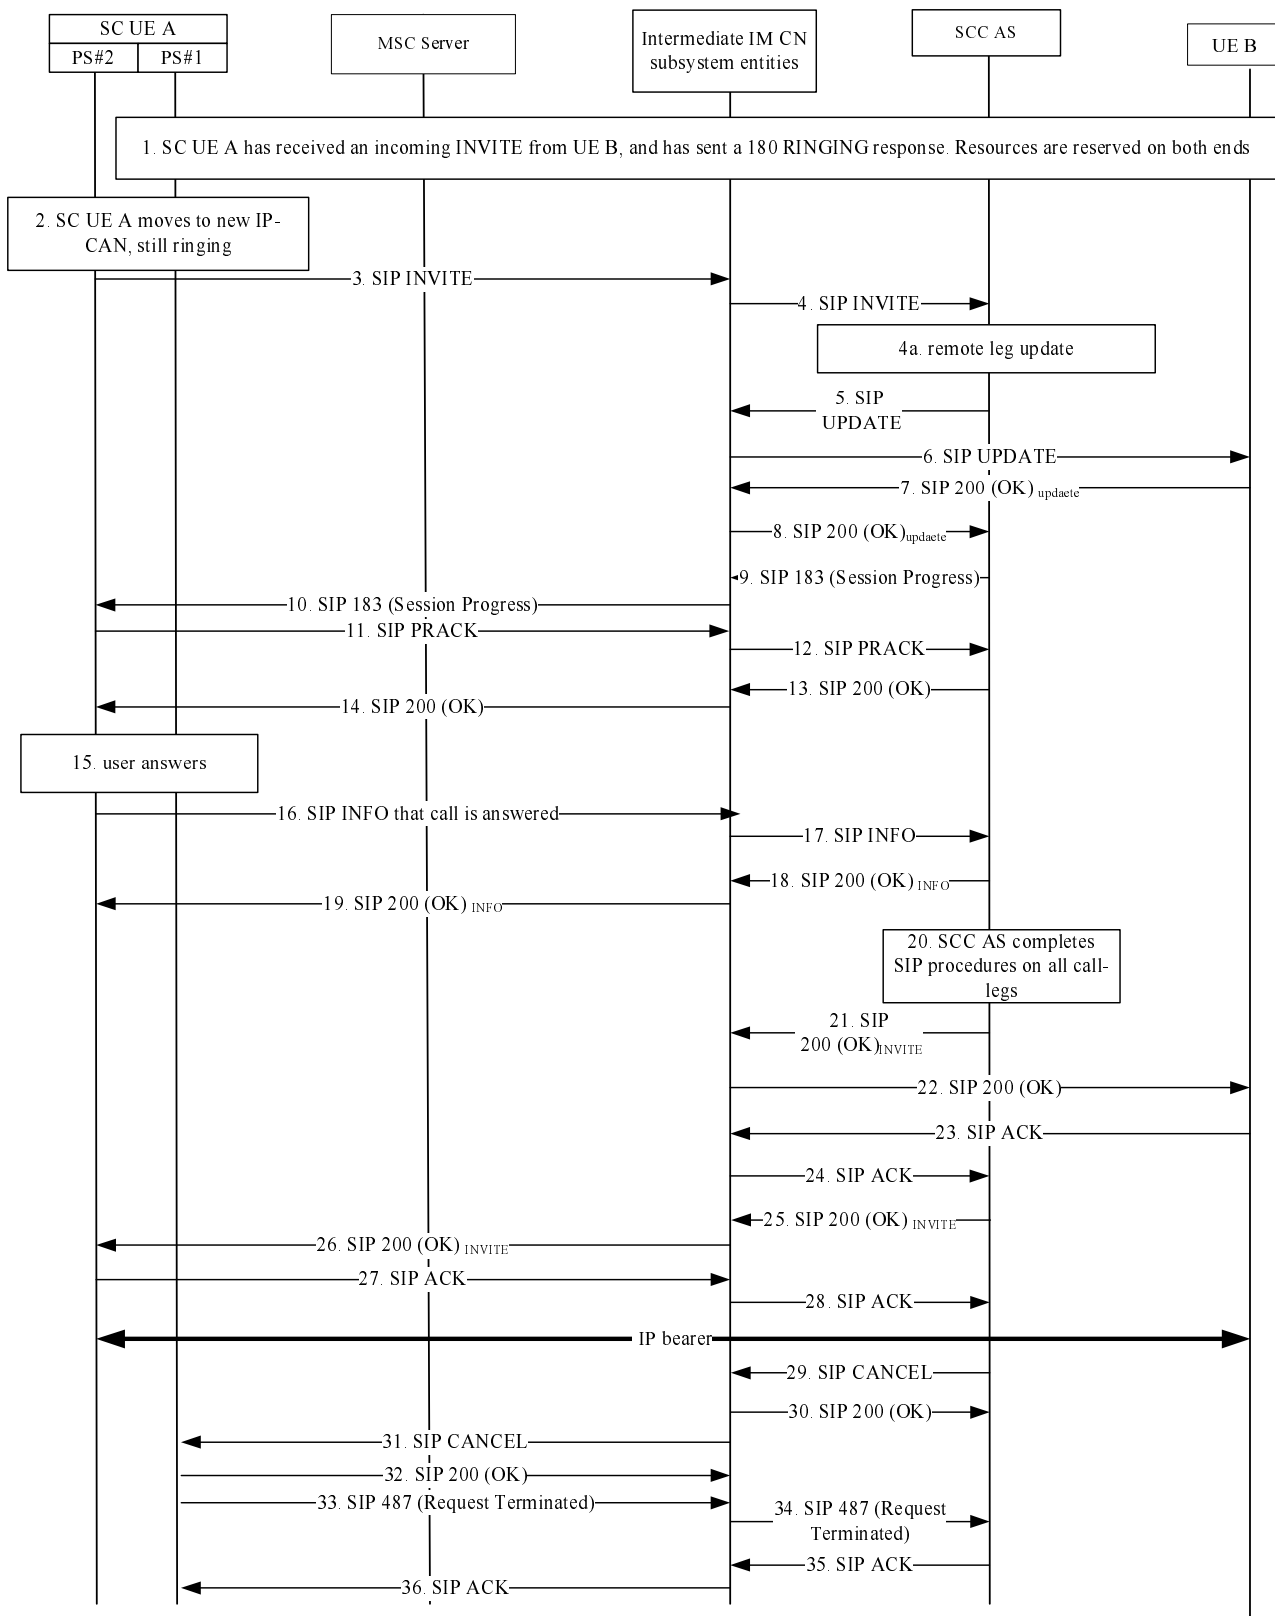 SC UE A
PS#2
PS#1
MSC Server
Intermediate IM CN
subsystem entities
SCC AS
UE B
1. SC UE A has received an incoming INVITE from UE B, and has sent a 180 RINGING response. Resources are reserved on both ends
2. SC UE A moves to new IP-
CAN, still ringing
3. SIP INVITE
4. SIP INVITE
4a. remote leg update
5. SIP
UPDATE
6. SIP UPDATE
7. SIP 200 (OK) updaete
8. SIP 200 (OK)updaete
9. SIP 183 (Session Progress)
10. SIP 183 (Session Progress)
11. SIP PRACK
12. SIP PRACK
13. SIP 200 (OK)
14. SIP 200 (OK)
15. user answers
16. SIP INFO that call is answered
17. SIP INFO
18. SIP 200 (OK) INFO
19. SIP 200 (OK) INFO
20. SCC AS completes
SIP procedures on all call-
legs
21. SIP
200 (OK)INVITE
22. SIP 200 (OK)
23. SIP ACK
24. SIP ACK
25. SIP 200 (OK) INVITE
26. SIP 200 (OK) INVITE
27. SIP ACK
28. SIP ACK
IP bearer
29. SIP CANCEL
30. SIP 200 (OK)
31. SIP CANCEL
32. SIP 200 (OK)
33. SIP 487 (Request Terminated)
34. SIP 487 (Request
Terminated)
35. SIP ACK
36. SIP ACK